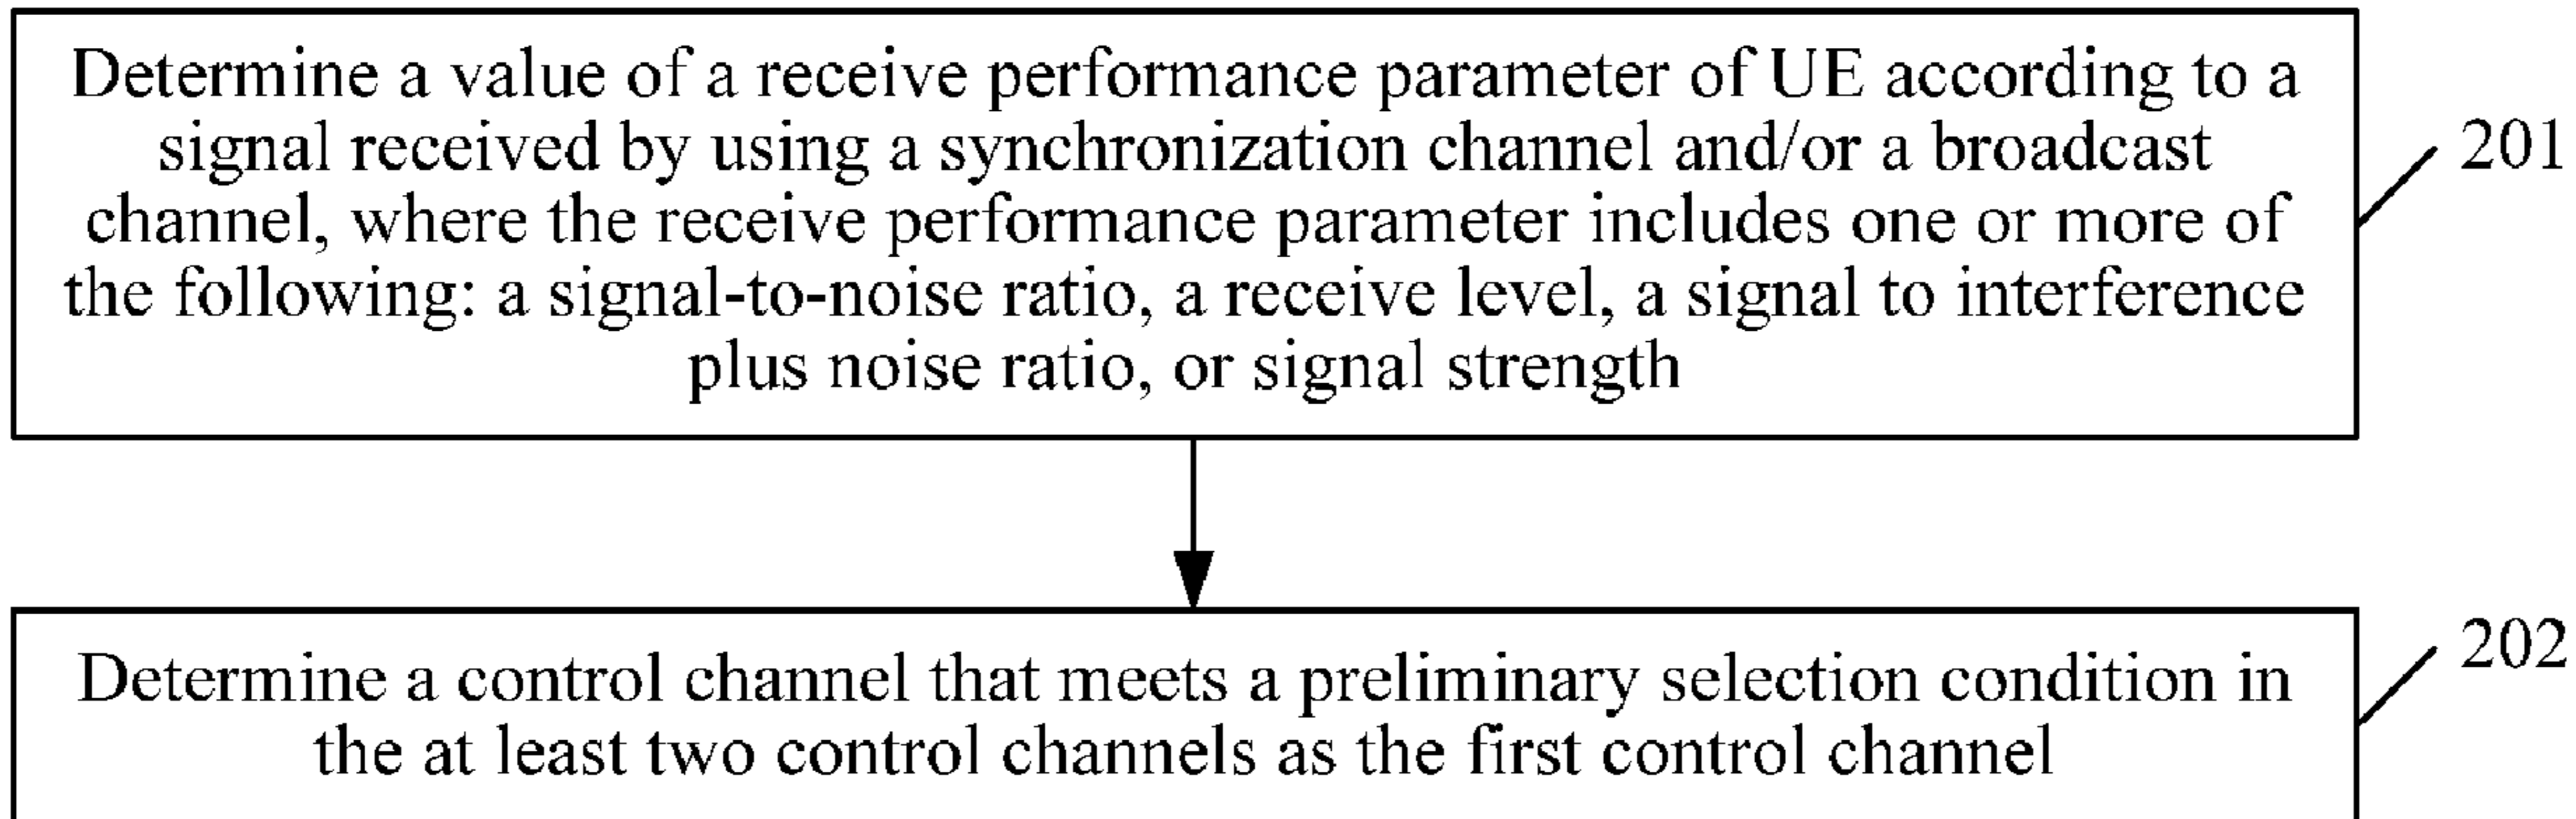 Determine a value of a receive performance parameter of UE according to a
signal received by using a synchronization channel and/or a broadcast
channel, where the receive performance parameter includes one or more of
the following: a signal-to-noise ratio, a receive level, a signal to interference
plus noise ratio, or signal strength
201
Determine a control channel that meets a preliminary selection condition in
the at least two control channels as the first control channel
202